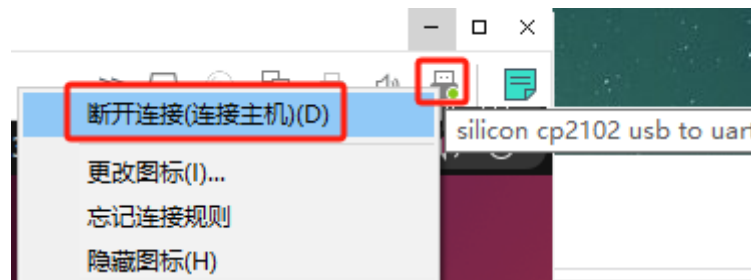 断开连接(连接主机)(D)
silicon cp2102 usb to uart
更改图标(I)...
忘记连接规则
隐藏图标(H)